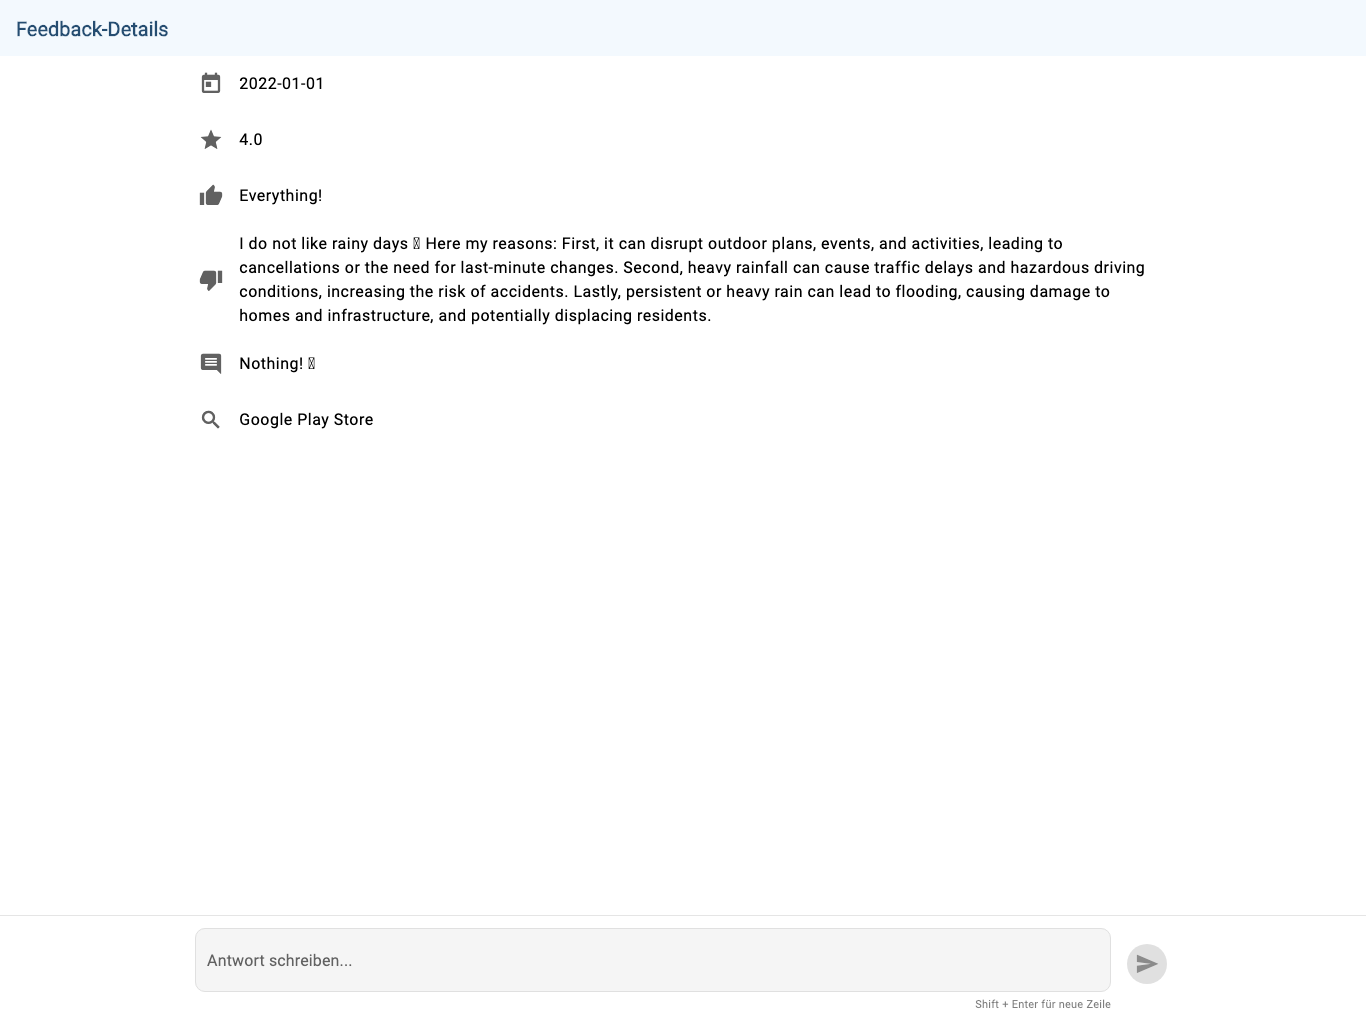 Feedback-Details
2022-01-01
4.0
Everything!
I do not like rainy days Here my reasons: First, it can disrupt outdoor plans, events, and activities, leading to
cancellations or the need for last-minute changes. Second, heavy rainfall can cause traffic delays and hazardous driving
conditions, increasing the risk of accidents. Lastly, persistent or heavy rain can lead to flooding, causing damage to
homes and infrastructure, and potentially displacing residents.
Nothing!
Google Play Store
Antwort schreiben...
Shift + Enter für neue Zeile